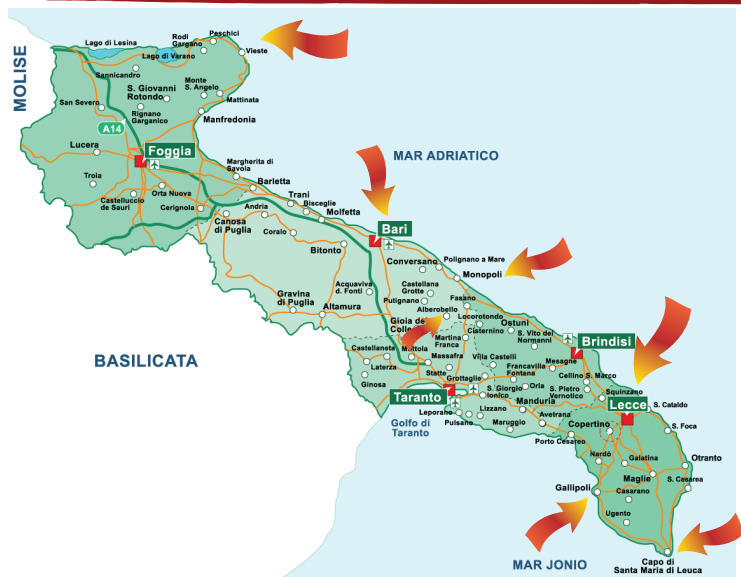 MOLISE
Lago di Lesina
Rodi
Gargano
Peschici
Lago di Varano
Vieste
Sannicandro
S. Giovanni
Rotondo
Monte
S. Angelo
Mattinata
San Severo
Rignano
Garganico
Manfredonia
A14
Lucera
Foggia
MAR ADRIATICO
Troia
Margherita di
Savoia
Barletta
Orta Nuova
Castelluccio
de Sauri
Cerignola
Trani
Bisceglie
Molfetta
Andria
Canosa
di Puglia
Coralo
Bitonto
Bari
Conversano
Polignano a Mare
Monopoli
Acquaviva
d. Fonti
Castellana
Grotte
Putignano
Gravina
di Puglia
Altamura
Alberobello
Fasano
Gioia de
Colle
Locorotondo
Cisternino
Ostuni
Martina
Franca
S. Vito dei
Normanni
Brindisi
BASILICATA
Castellaneta
Mottola
Massafra
Villa Castelli
Laterza
Statte
Francavilla
Fontana
Mesagne
Ginosa
Grottaglie
Cellino S. Marco
Oria
S. Pietro
Vernotico
Squinzano
Taranto
S. Giorgio
Ionico
Manduria
Lecce
S. Cataldo
Leporano
Pulsano
Lizzano
Avetrana
Copertino
Golfo di
Taranto
Maruggio
Porto Cesareo
S. Foca
Nardò
Galatina
Otranto
Maglie
S. Cesarea
Gallipoli
Casarano
Ugento
MAR JONIO
Capo di
Santa Maria di Leuca